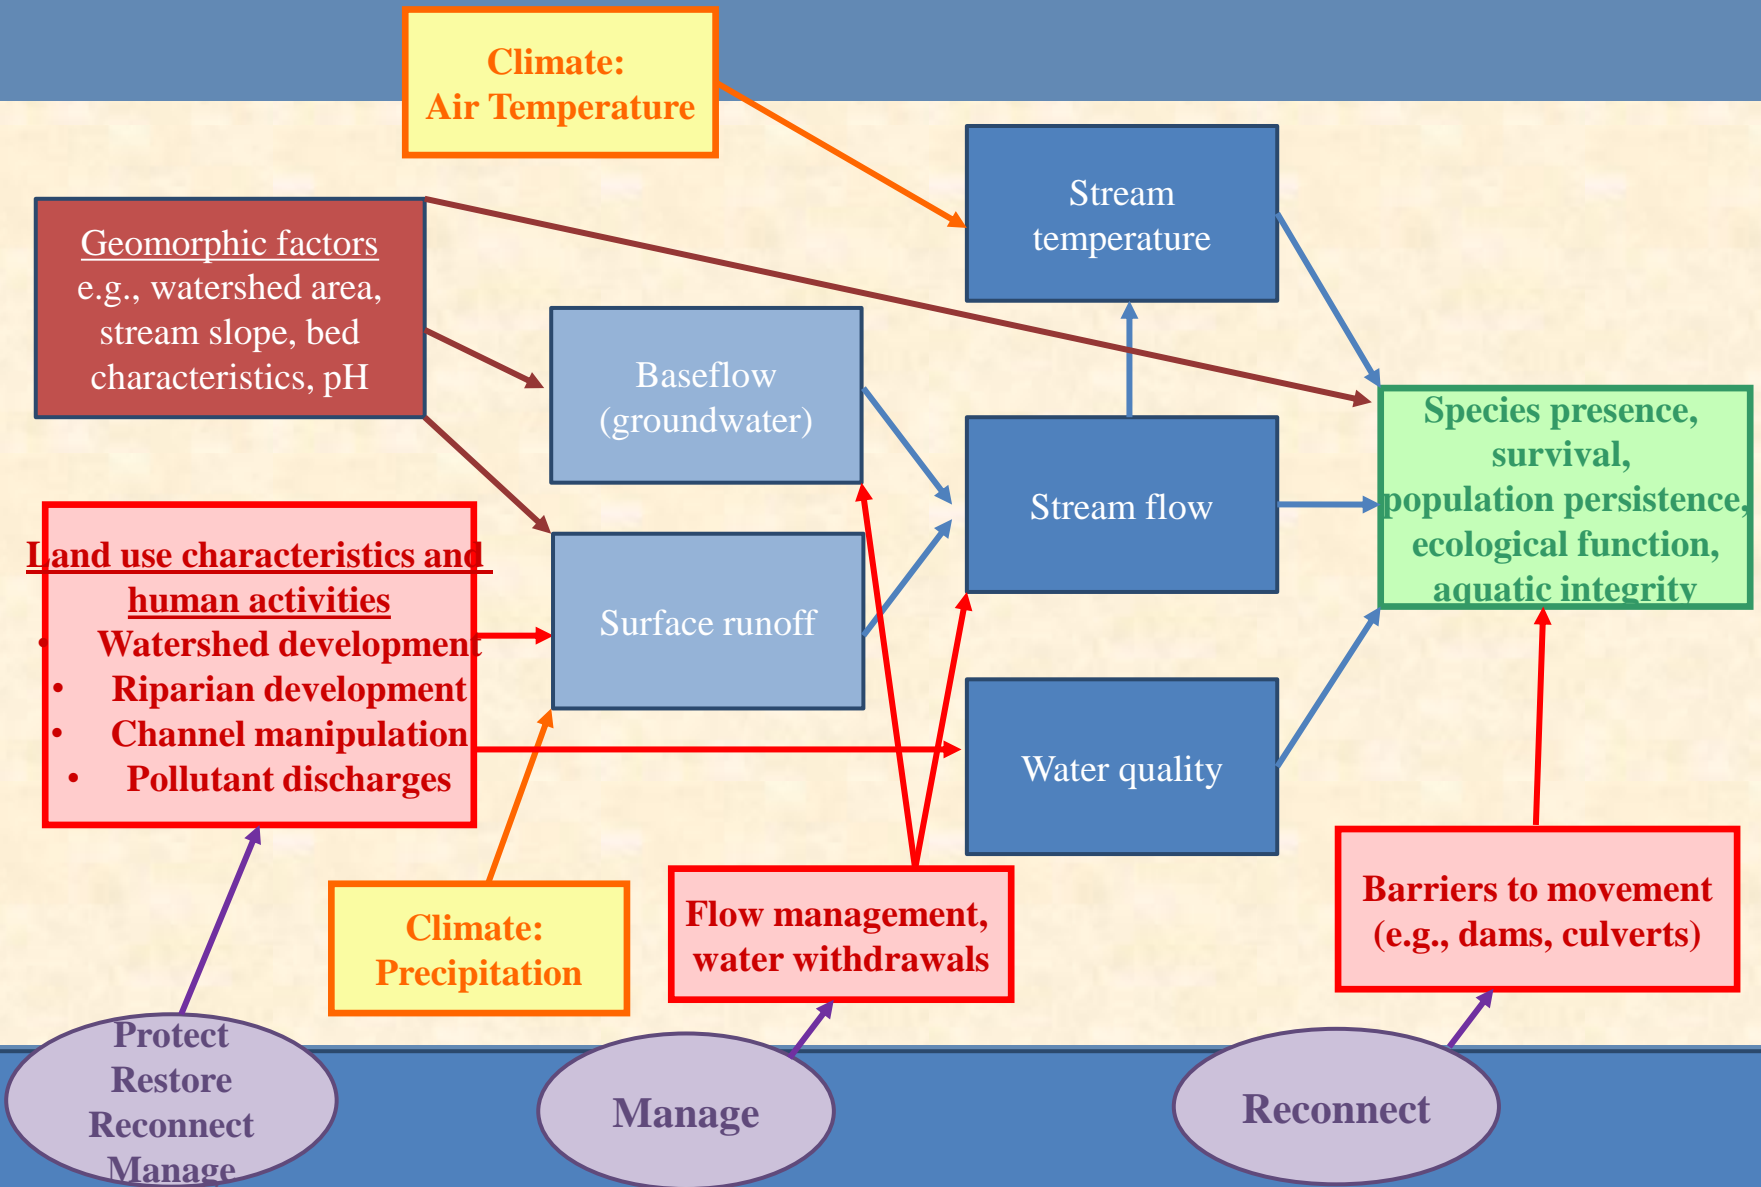 Climate:
Air Temperature
Stream
temperature
Geomorphic factors
e.g., watershed area,
stream slope, bed
characteristics, pH
Baseflow
(groundwater)
Species presence,
survival,
population persistence,
ecological function,
aquatic integrity
Stream flow
Land use characteristics and
human activities
• Watershed development
• Riparian development
• Channel manipulation
• Pollutant discharges
Surface runoff
Water quality
Climate:
Precipitation
Flow management,
water withdrawals
Barriers to movement
(e.g., dams, culverts)
Protect
Restore
Reconnect
Manage
Manage
Reconnect